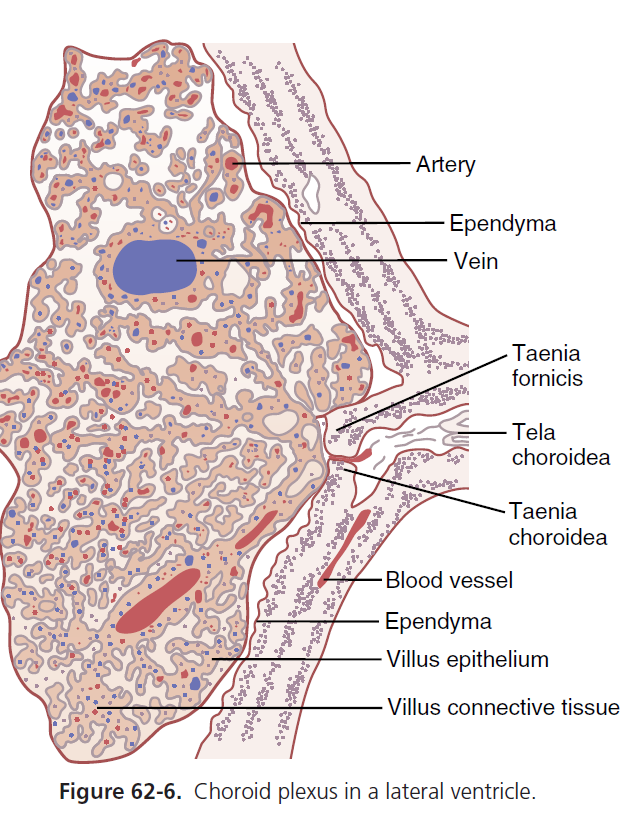 Artery
Ependyma
Vein
Taenia
fornicis
Tela
choroidea
Taenia
choroidea
Blood vessel
Ependyma
Villus epithelium
Villus connective tissue
Figure 62-6. Choroid plexus in a lateral ventricle.